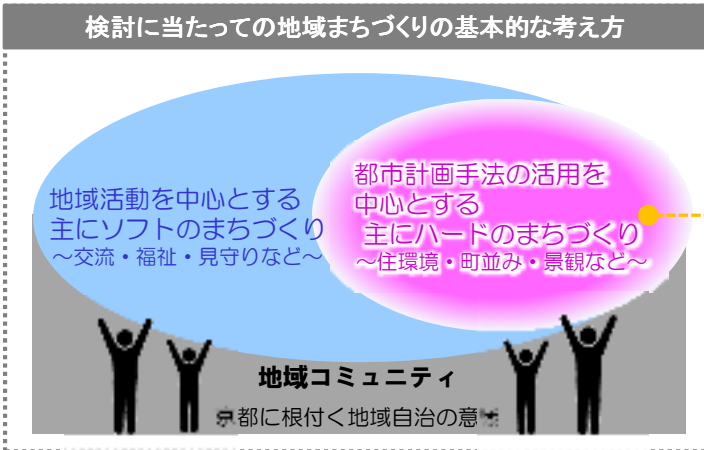 検討に当たっての地域まちづくりの基本的な考え方
都市計画手法の活用を
中心とする
主にハードのまちづくり
~住環境・町並み・景観など~
地域活動を中心とする
主にソフトのまちづくり
~交流・福祉・見守りなど~
地域コミュニティ
都に根付く地域自治の意